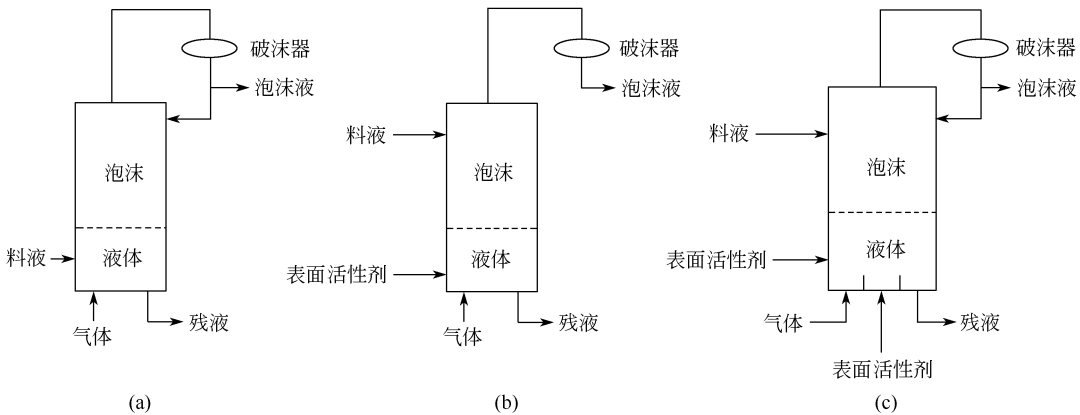 破沫器
泡沫液
泡沫
料液
液体
气体
残液
(a)
破沫器
泡沫液
料液
泡沫
表面活性剂
液体
气体
残液
(b)
破沫器
泡沫液
料液
泡沫
表面活性剂
液体
气体
残液
表面活性剂
(c)